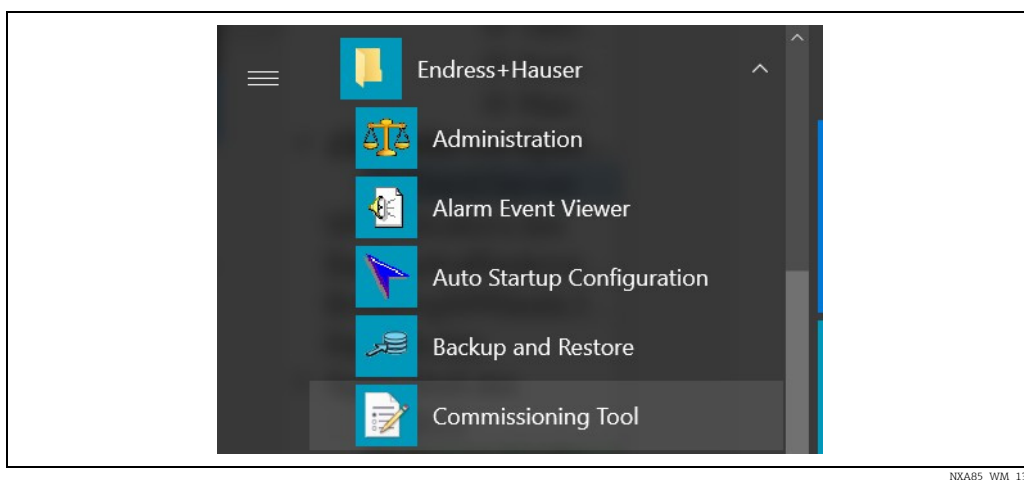 Endress+Hauser
Administration
Alarm Event Viewer
Auto Startup Configuration
Backup and Restore
Commissioning Tool